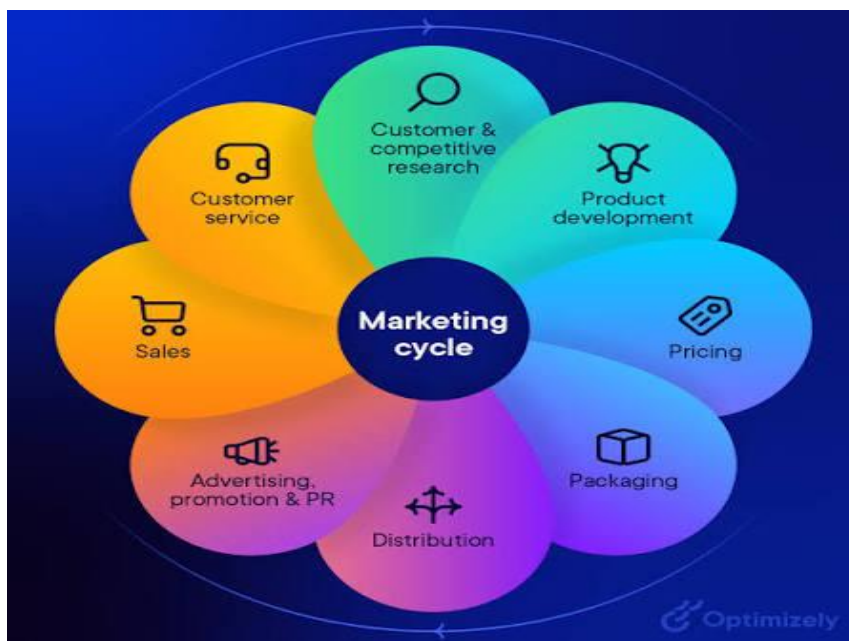 Customer &
competitive
research
Product
development
Pricing
Packaging
Distribution
Advertising,
promotion & PR
Sales
Customer
service
Marketing
cycle
Optimizely